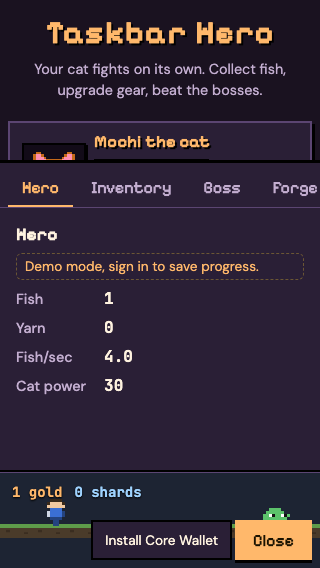 Taskbar Hero
Your cat fights on its own. Collect fish,
upgrade gear, beat the bosses.
Mochi the cat
Hero Inventory Boss Forge
Hero
Demo mode, sign in to save progress.
Fish 1
Yarn 0
Fish/sec 4.0
Cat power 30
1 gold 0 shards
Install Core Wallet Close